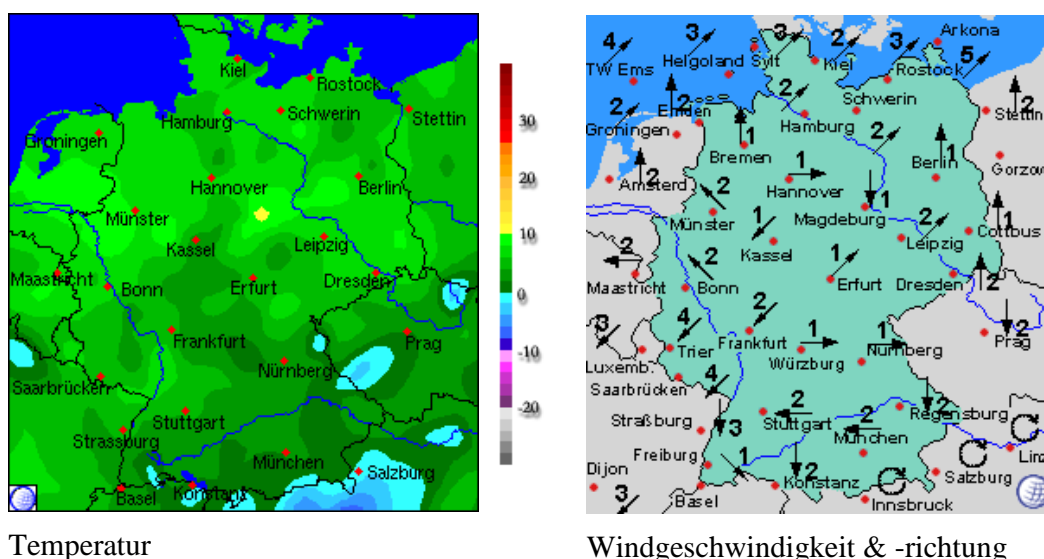 Kiel
Rostock
Hamburg
Schwerin
Stettin
Groningen
Hannover
Berlin
Münster
Kassel
Leipzig
Maastricht
Bonn
Erfurt
Dresden
Frankfurt
Prag
Nürnberg
Saarbrücken
Stuttgart
Strassburg
München
Salzburg
Basel
Konstanz
30
20
10
0
-10
-20
Temperatur
4
3
3
2
3
Arkona
5
TW Ems
Helgoland
Sylt
Kiel
Rostock
2
Emden
2
Schwerin
2
Stettin
2
Groningen
Hamburg
1
Bremen
2
Berlin
1
Gorzow
2
Amsterd
1
Hannover
2
Münster
1
Magdeburg
1
2
1
Cottbus
Kassel
Leipzig
2
Maastricht
2
Bonn
1
Erfurt
Dresden
2
3
2
2
Frankfurt
1
1
2
Prag
Luxemb.
Trier
Würzburg
Nürnberg
Saarbrücken
4
2
Straßburg
3
2
Stuttgart
2
Regensburg
München
Linz
Freiburg
1
2
Dijon
3
Basel
Konstanz
Salzburg
Innsbruck
Windgeschwindigkeit & -richtung